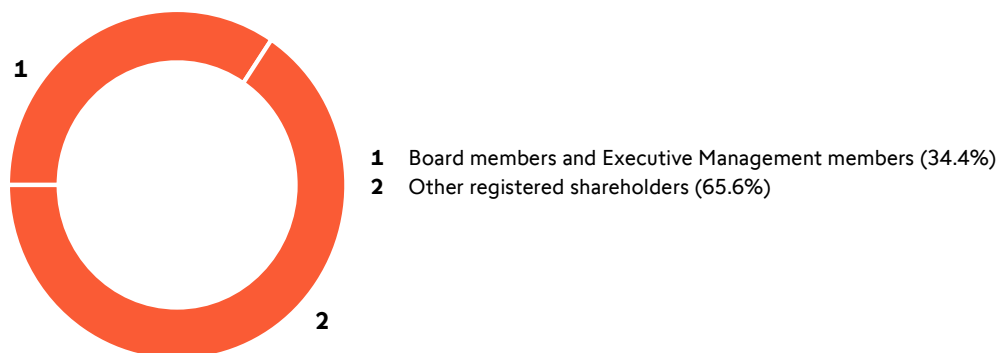 1
1 Board members and Executive Management members (34.4%)
2 Other registered shareholders (65.6%)
2